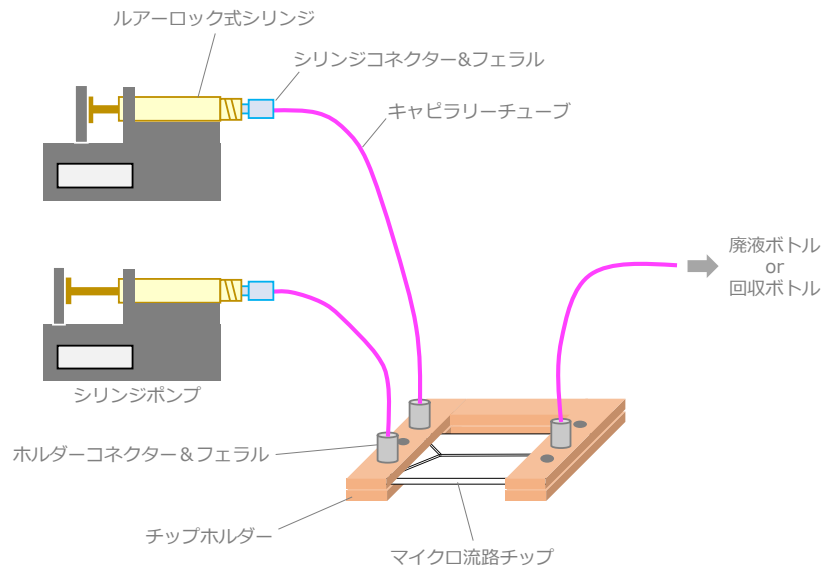 ルアーロック式シリンジ
シリンジコネクター&フェラル
キャピラリーチューブ
廃液ボトル
or
回収ボトル
シリンジポンプ
ホルダーコネクター＆フェラル
チップホルダー
マイクロ流路チップ